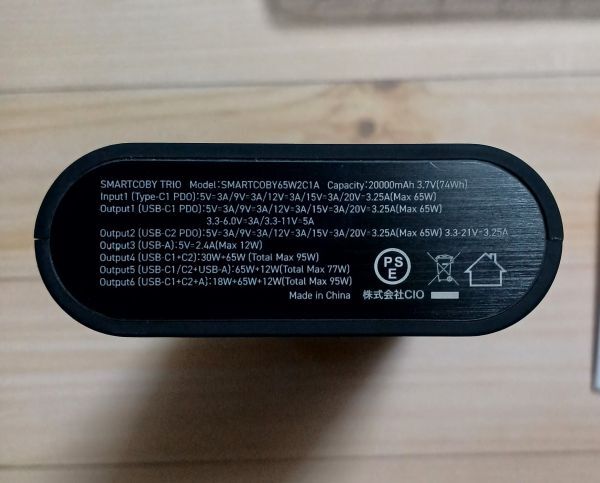 SMARTCOBY TRIO Model:SMARTCOBY65W2C1A Capacity:20000mAh 3.7V(74Wh)
Input1 (Type-C1 PDO):5V⎓3A/9V⎓3A/12V⎓3A/15V⎓3A/20V⎓3.25A(Max 65W)
Output1 (USB-C1 PDO):5V⎓3A/9V⎓3A/12V⎓3A/15V⎓3A/20V⎓3.25A(Max 65W)
3.3-6.0V⎓3A/3.3-11V⎓5A
Output2 (USB-C2 PDO):5V⎓3A/9V⎓3A/12V⎓3A/15V⎓3A/20V⎓3.25A(Max 65W) 3.3-21V⎓3.25A
Output3 (USB-A):5V⎓2.4A(Max 12W)
Output4 (USB-C1+C2):30W+65W (Total Max 95W)
Output5 (USB-C1/C2+USB-A):65W+12W(Total Max 77W)
Output6 (USB-C1+C2+A):18W+65W+12W(Total Max 95W)
PS
E
Made in China 株式会社CIO